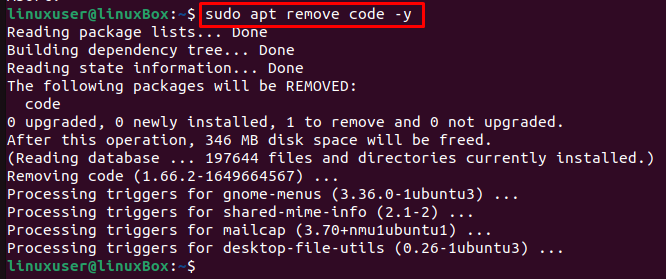 linuxuser@linuxBox:~$ sudo apt remove code -y
Reading package lists... Done
Building dependency tree... Done
Reading state information... Done
The following packages will be REMOVED:
  code
0 upgraded, 0 newly installed, 1 to remove and 0 not upgraded.
After this operation, 346 MB disk space will be freed.
(Reading database ... 197644 files and directories currently installed.)
Removing code (1.66.2-1649664567) ...
Processing triggers for gnome-menus (3.36.0-1ubuntu3) ...
Processing triggers for shared-mime-info (2.1-2) ...
Processing triggers for mailcap (3.70+nmu1ubuntu1) ...
Processing triggers for desktop-file-utils (0.26-1ubuntu3) ...
linuxuser@linuxBox:~$